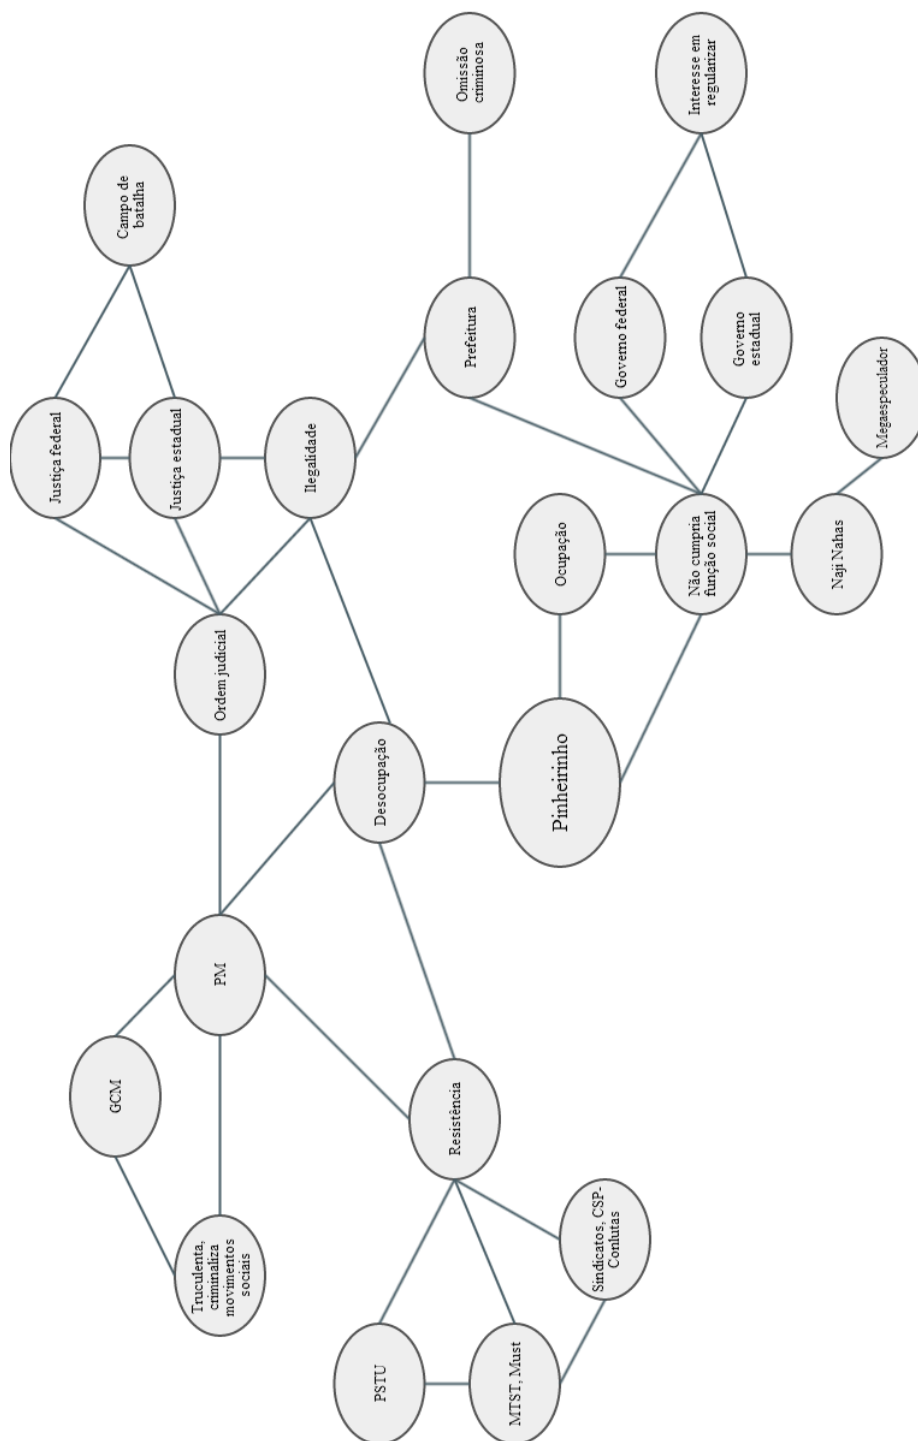 Justiça federal
GCM
Campo de
batalha
Justiça estadual
Truculenta,
criminaliza
movimentos
sociais
PM
Ordem judicial
Ilegalidade
PSTU
Desocupação
Resistência
Prefeitura
Omissão
criminosa
MTST, Must
Pinheirinho
Ocupação
Sindicatos, CSP-
Conlutas
Governo federal
Não cumpria
função social
Interesse em
regularizar
Governo
estadual
Naji Nahas
Megaespeculador